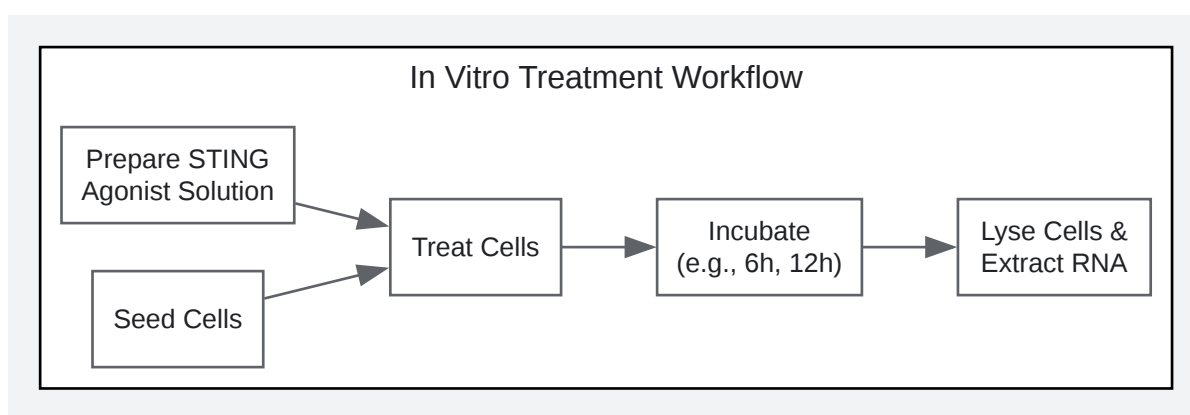 In Vitro Treatment Workflow
Prepare STING
Agonist Solution
Seed Cells
Treat Cells
Incubate
(e.g., 6h, 12h)
Lyse Cells &
Extract RNA